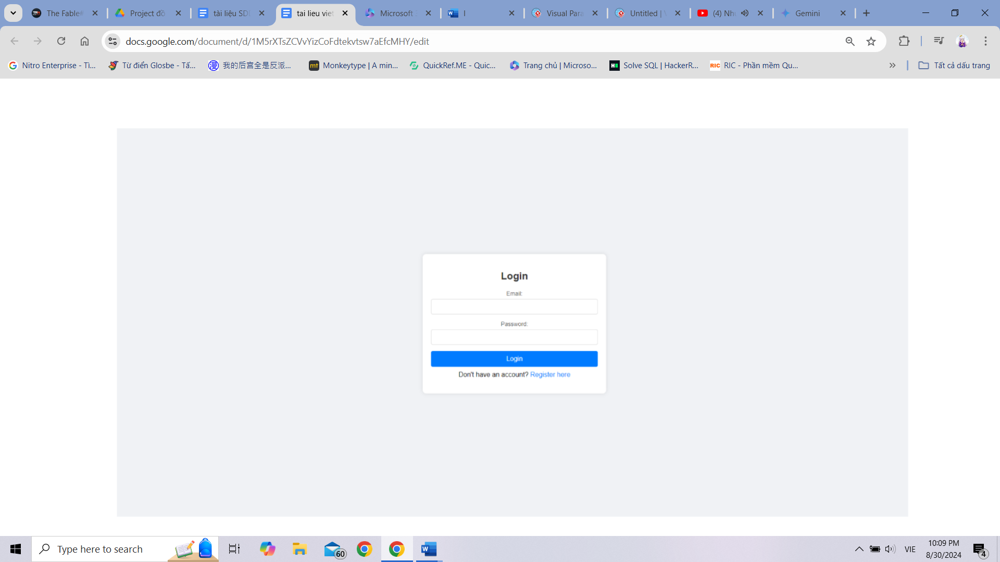 The Fable#
Project đồ
tài liệu SD
tai lieu viet
Microsoft
I
Visual Para
Untitled |
(4) Nh
Gemini
docs.google.com/document/d/1M5rXTsZCVvYizCoFdtekvtsw7aEfcMHY/edit
Nitro Enterprise - Tì...
Từ điển Glosbe - Tấ...
我的后宫全是反派...
Monkeytype | A min...
QuickRef.ME - Quic...
Trang chủ | Microso...
Solve SQL | HackerR...
RIC - Phần mềm Qu...
Tất cả dấu trang
Login
Email:
Password:
Login
Don't have an account? Register here
Type here to search
60
VIE
10:09 PM
8/30/2024
4